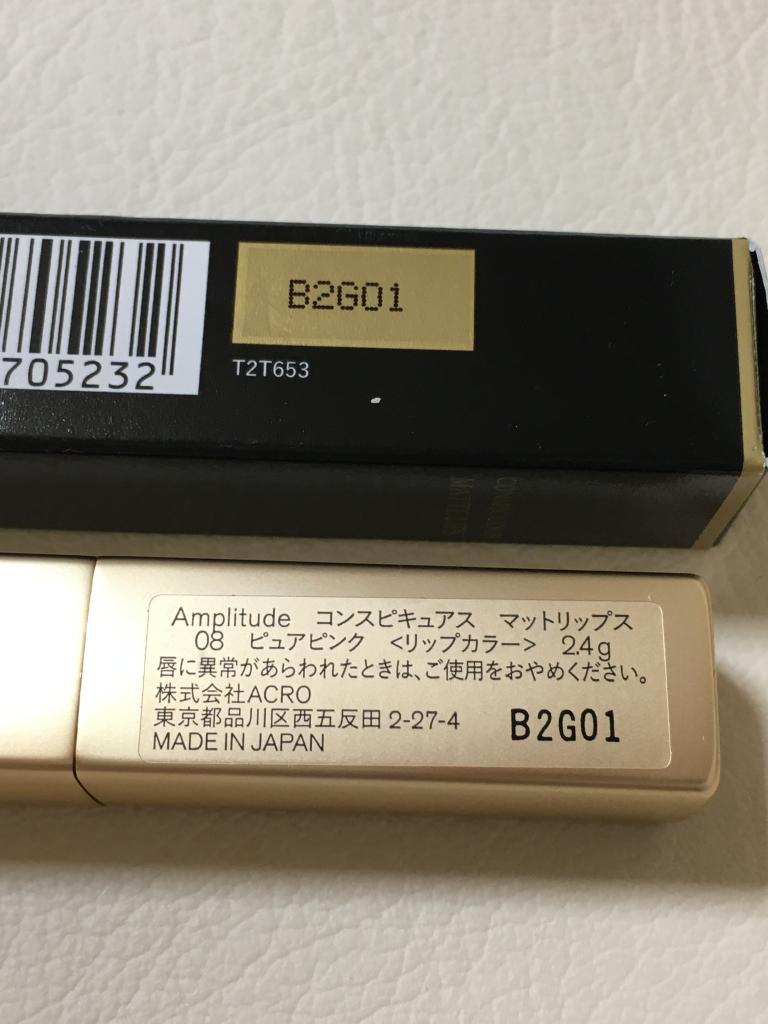 B2G01
705232
T2T653
Amplitude コンスピキュアス マットリップス
08 ピュアピンク <リップカラー> 2.4g
唇に異常があらわれたときは、ご使用をおやめください。
株式会社ACRO
東京都品川区西五反田 2-27-4
B2G01
MADE IN JAPAN